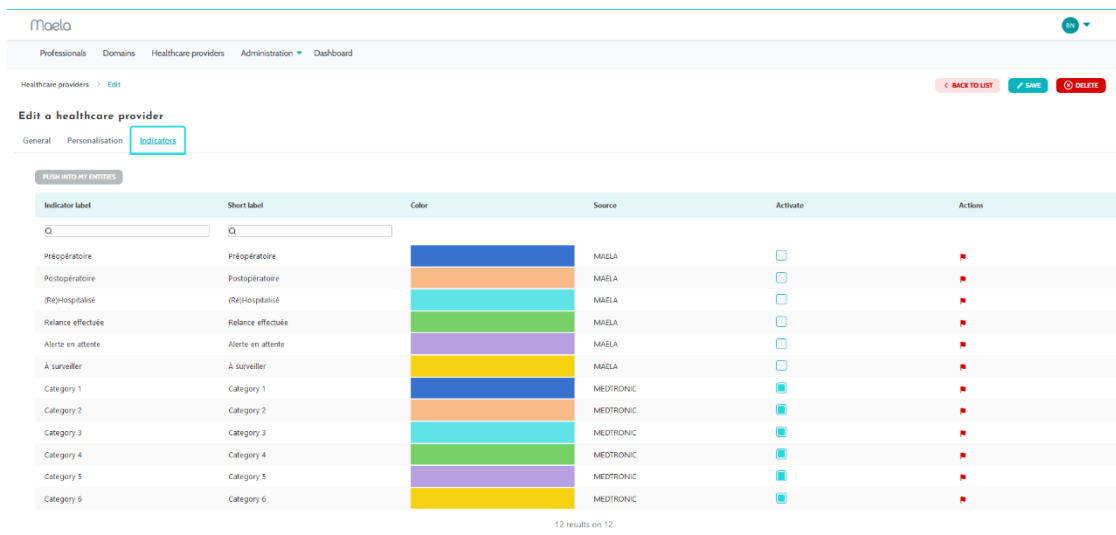 Maela
BN
Professionals Domains Healthcare providers Administration Dashboard
Healthcare providers > Edit
< BACK TO LIST SAVE DELETE
Edit a healthcare provider
General Personalisation Indicators
PUSH INTO MY ENTITIES
Indicator label Short label Color Source Activate Actions
Préopératoire Préopératoire MAELA
Postopératoire Postopératoire MAELA
(Ré)Hospitalisé (Ré)Hospitalisé MAELA
Relance effectuée Relance effectuée MAELA
Alerte en attente Alerte en attente MAELA
À surveiller À surveiller MAELA
Category 1 Category 1 MEDTRONIC
Category 2 Category 2 MEDTRONIC
Category 3 Category 3 MEDTRONIC
Category 4 Category 4 MEDTRONIC
Category 5 Category 5 MEDTRONIC
Category 6 Category 6 MEDTRONIC
12 results on 12